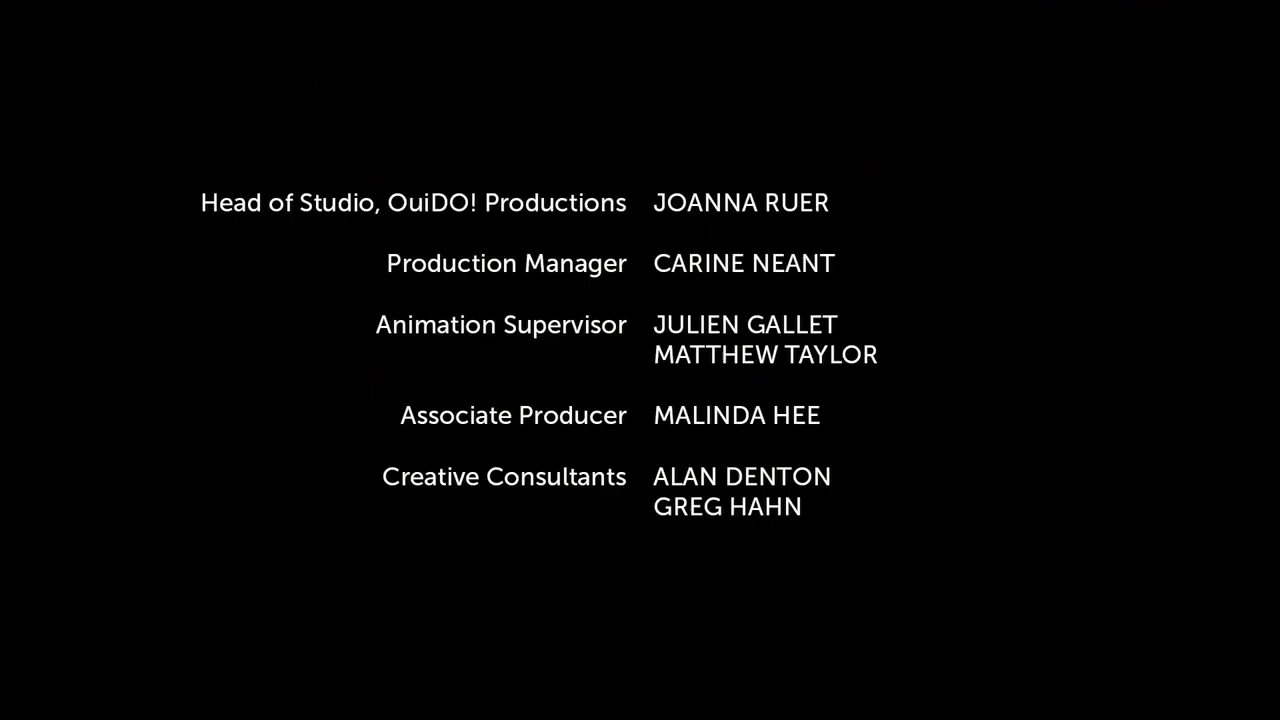 Head of Studio, OuiDO! Productions JOANNA RUER
Production Manager CARINE NEANT
Animation Supervisor JULIEN GALLET
MATTHEW TAYLOR
Associate Producer MALINDA HEE
Creative Consultants ALAN DENTON
GREG HAHN